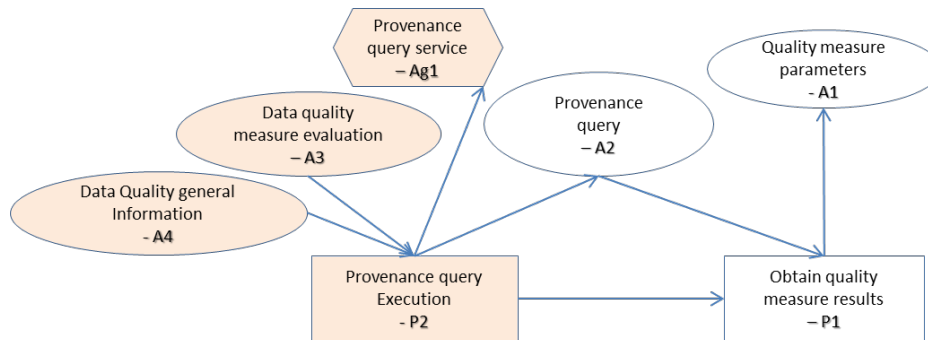 Provenance
query service
– Ag1
Quality measure
parameters
- A1
Provenance
query
– A2
Data quality
measure evaluation
– A3
Data Quality general
Information
- A4
Provenance query
Execution
- P2
Obtain quality
measure results
– P1